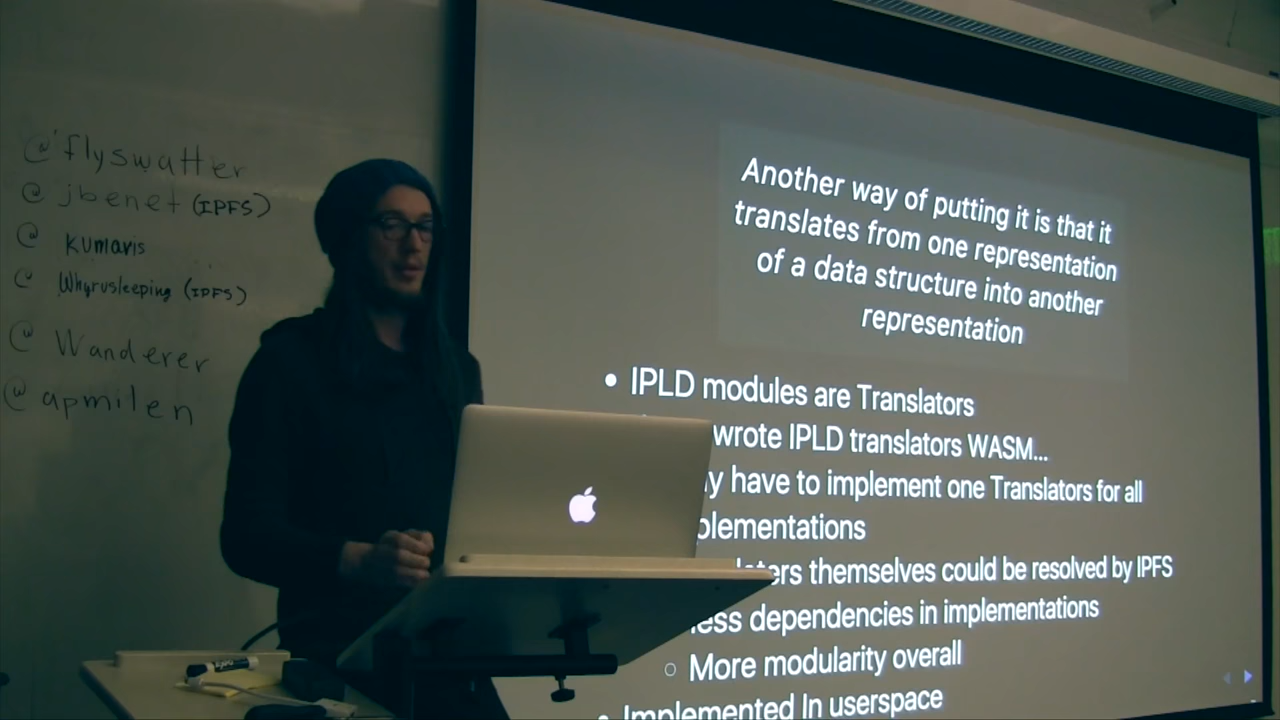 @flyswatter
@jbenet (IPFS)
@ kumavis
@ Whyrusleeping (IPFS)
@ Wanderer
@apmilen
Another way of putting it is that it
translates from one representation
of a data structure into another
representation
• IPLD modules are Translators
wrote IPLD translators WASM...
have to implement one Translators for all
themselves could be resolved by IPFS
less dependencies in implementations
○ More modularity overall
• Implemented In userspace